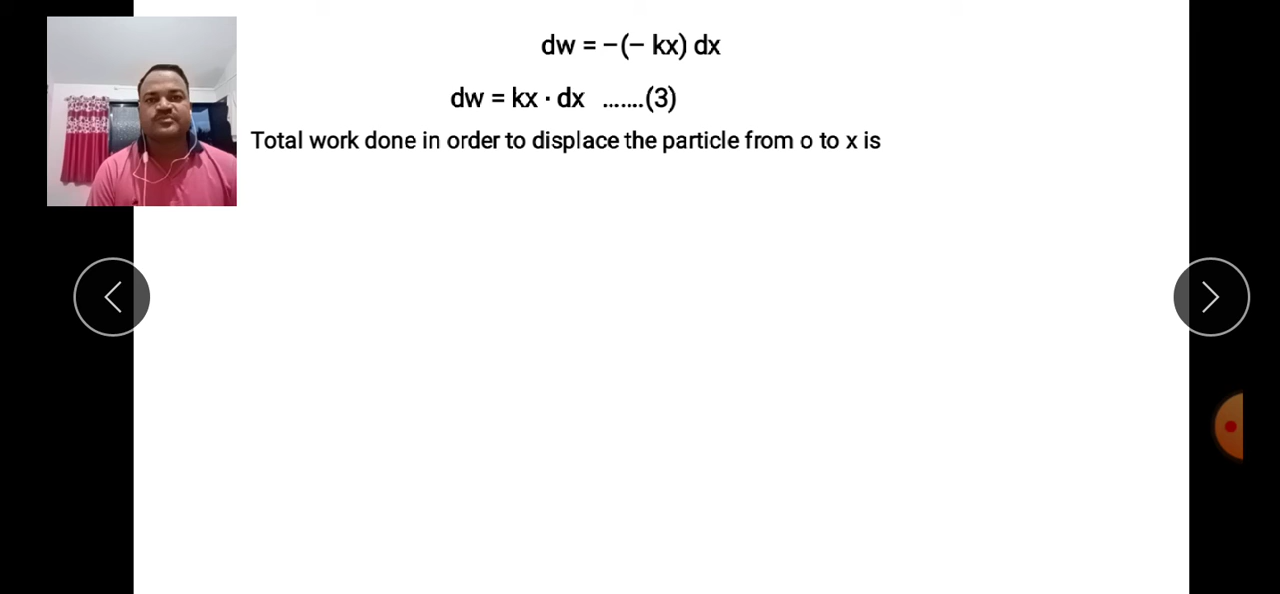 dw = –(– kx) dx
dw = kx · dx .......(3)
Total work done in order to displace the particle from o to x is